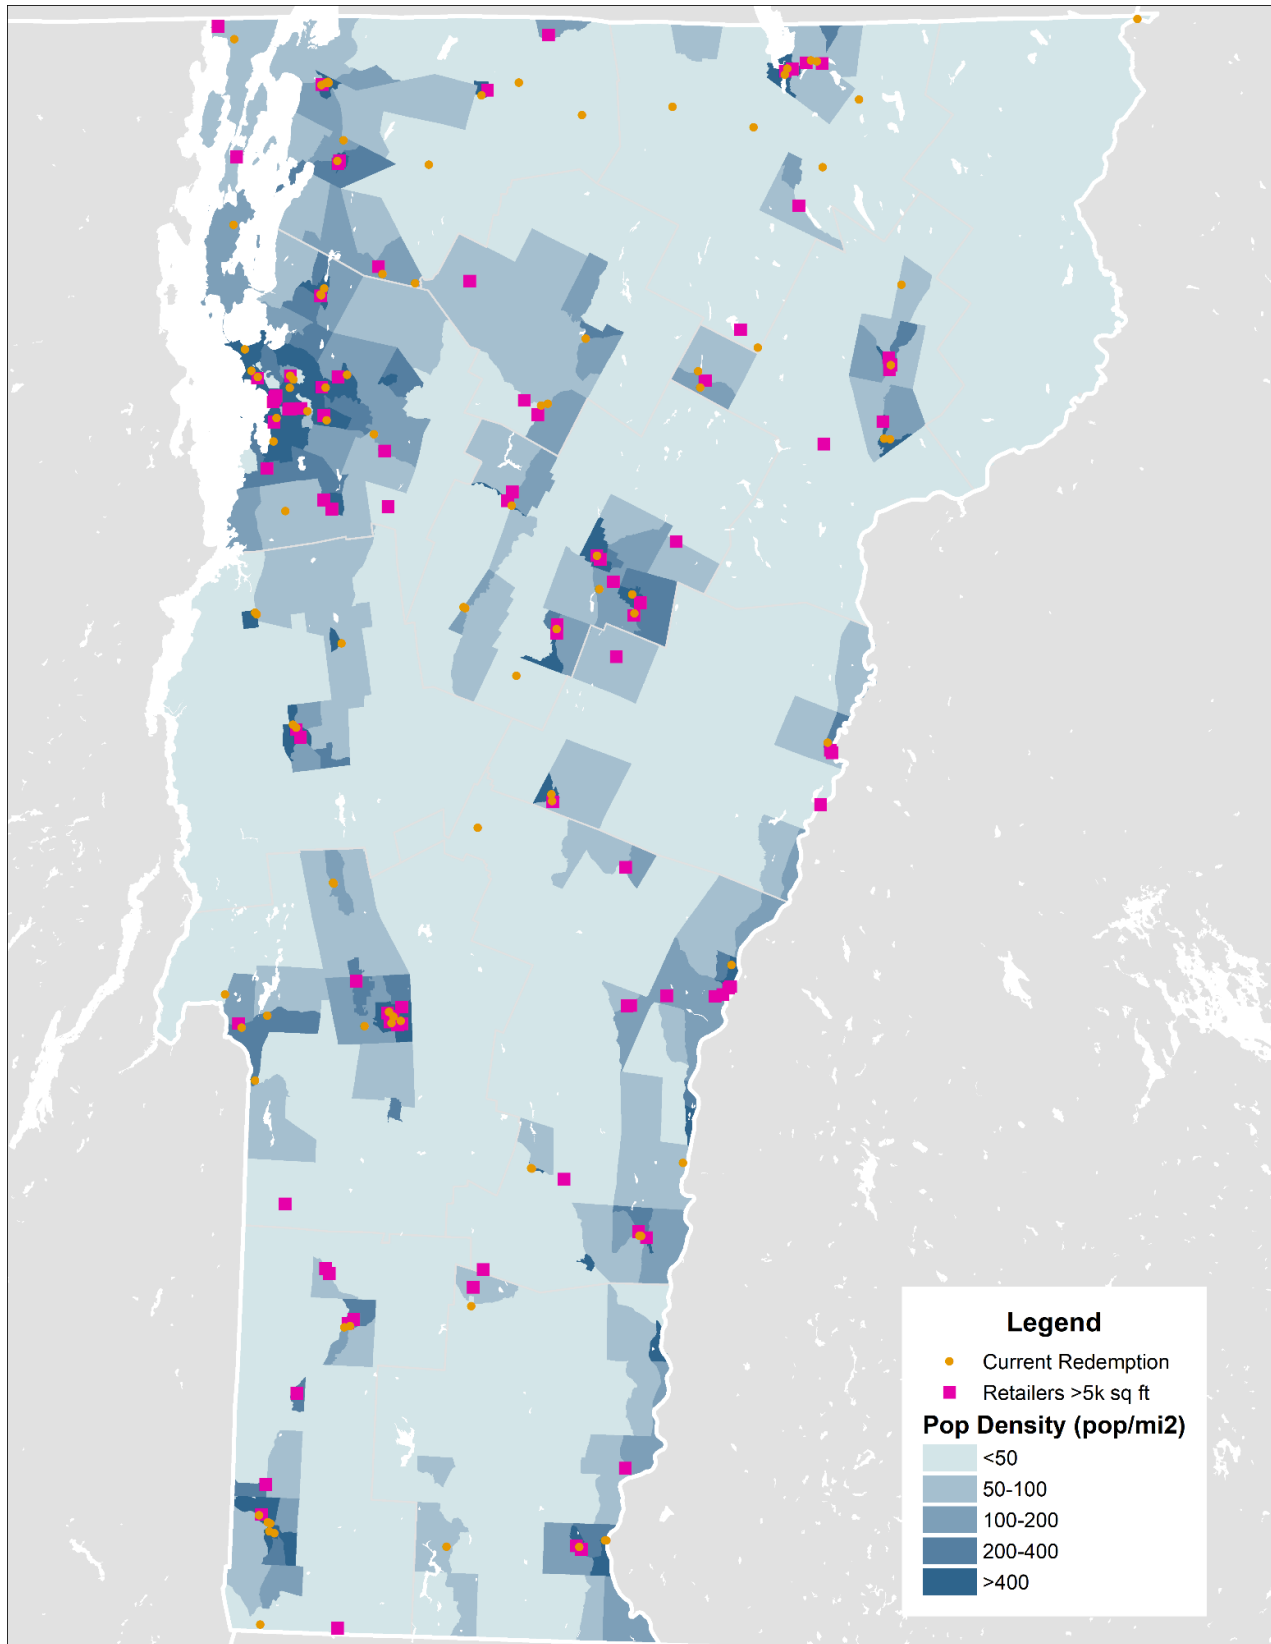 Legend
Current Redemption
Retailers >5k sq ft
Pop Density (pop/mi2)
<50
50-100
100-200
200-400
>400